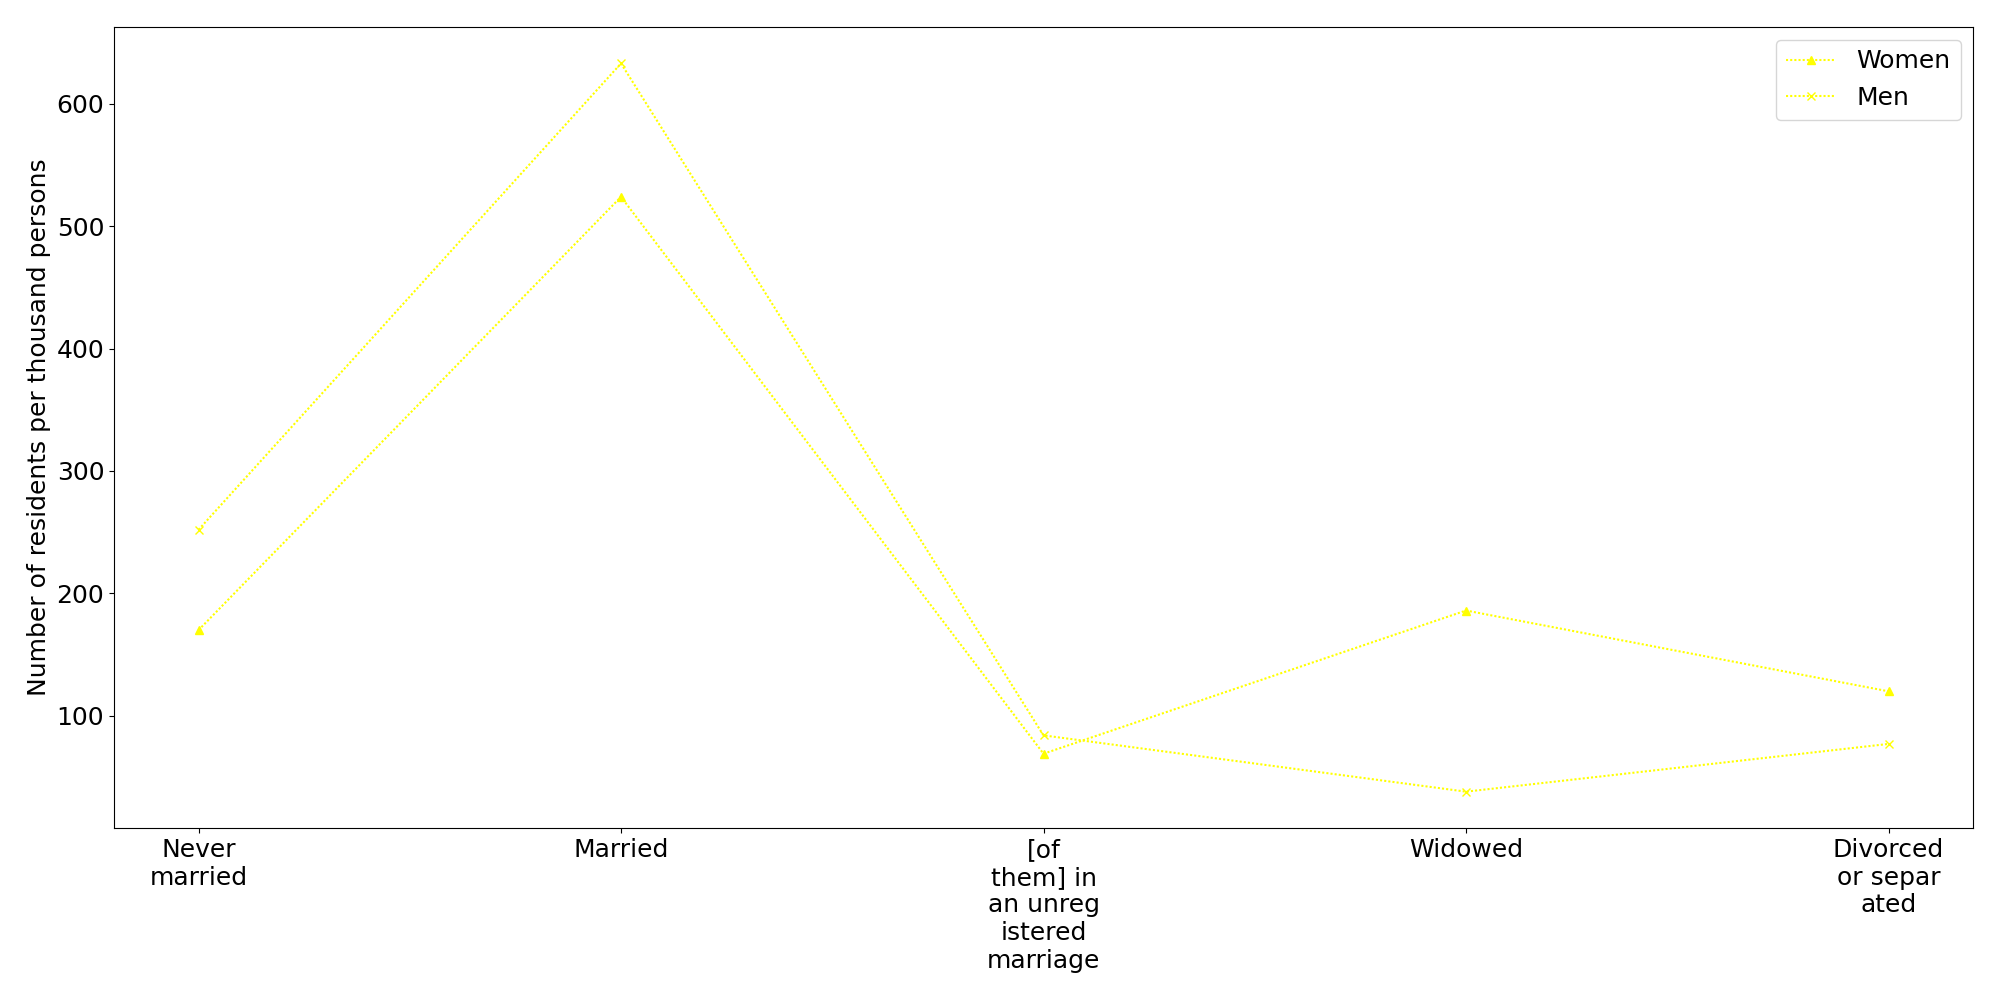 Women
Men
Number of residents per thousand persons
600
500
400
300
200
100
Never
married
Married
[of
them] in
an unreg
istered
marriage
Widowed
Divorced
or separ
ated